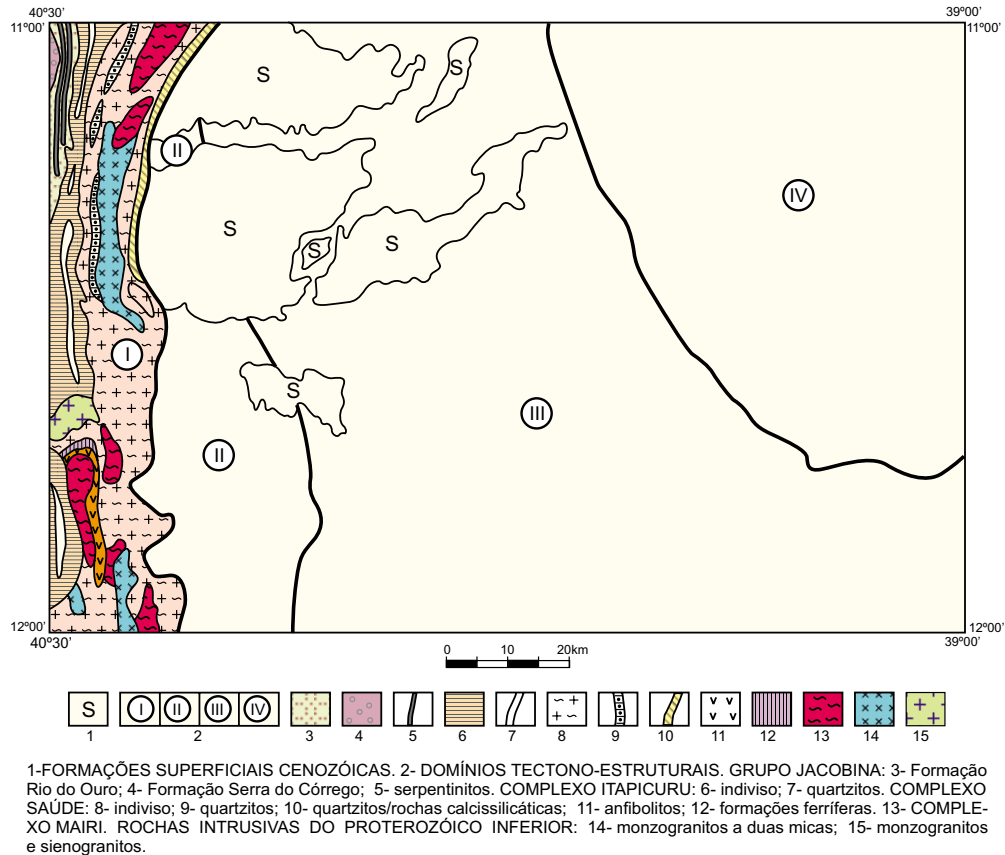 40º30'
39º00'
11º00'
11º00'
S
S
II
IV
S
S
S
I
S
III
II
12º00'
12º00'
40º30'
39º00'
0 10 20km
S I II III IV
1 2 3 4 5 6 7 8 9 10 11 12 13 14 15
1-FORMAÇÕES SUPERFICIAIS CENOZÓICAS. 2- DOMÍNIOS TECTONO-ESTRUTURAIS. GRUPO JACOBINA: 3- Formação
Rio do Ouro; 4- Formação Serra do Córrego; 5- serpentinitos. COMPLEXO ITAPICURU: 6- indiviso; 7- quartzitos. COMPLEXO
SAÚDE: 8- indiviso; 9- quartzitos; 10- quartzitos/rochas calcissilicáticas; 11- anfibolitos; 12- formações ferríferas. 13- COMPLE-
XO MAIRI. ROCHAS INTRUSIVAS DO PROTEROZÓICO INFERIOR: 14- monzogranitos a duas micas; 15- monzogranitos
e sienogranitos.